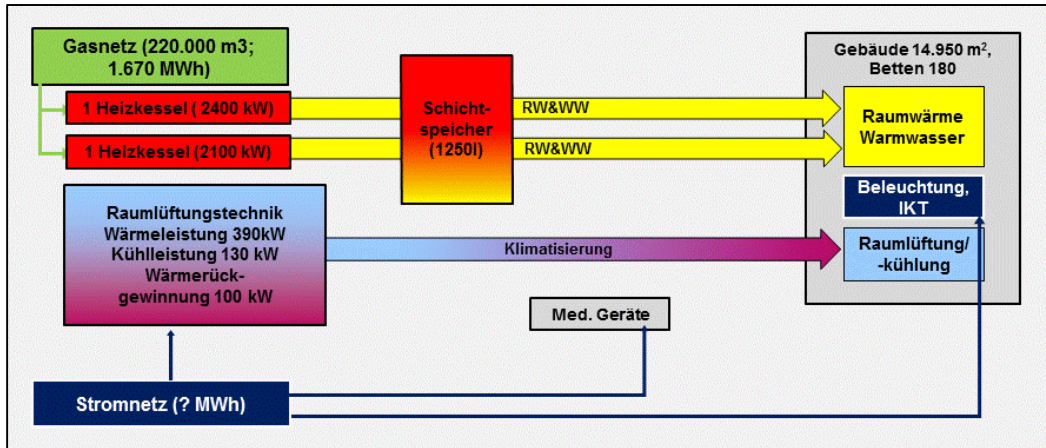 Gasnetz (220.000 m3;
1.670 MWh)
1 Heizkessel ( 2400 kW)
1 Heizkessel (2100 kW)
Schicht-
speicher
(1250l)
RW&WW
RW&WW
Gebäude 14.950 m²,
Betten 180
Raumwärme
Warmwasser
Beleuchtung,
IKT
Raumlüftung/
-kühlung
Raumlüftungstechnik
Wärmeleistung 390kW
Kühlleistung 130 kW
Wärmerück-
gewinnung 100 kW
Klimatisierung
Med. Geräte
Stromnetz (? MWh)